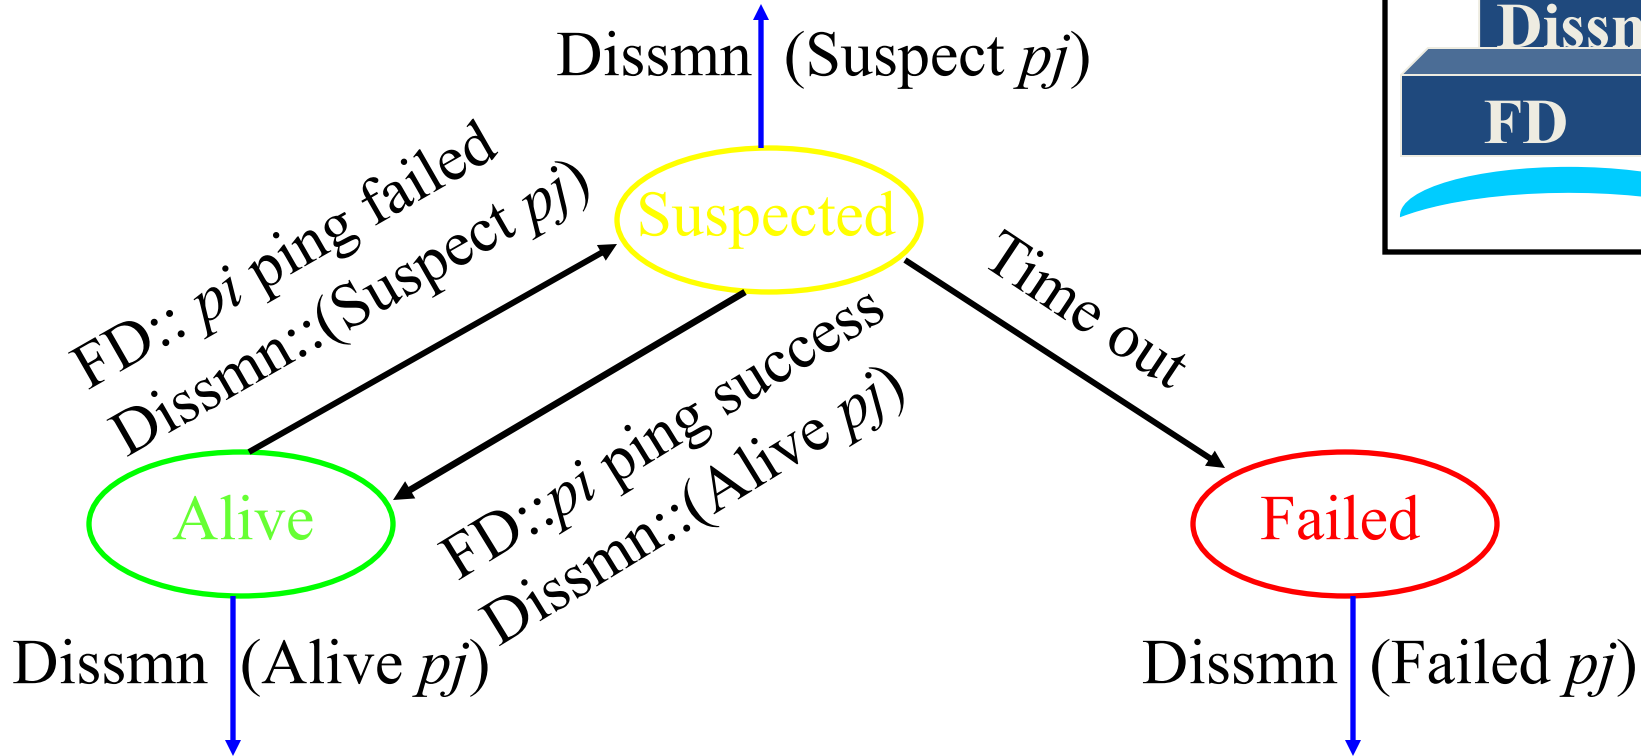 Dissmn (Suspect pj)
FD
FD:: pi ping failed
Dissmn::(Suspect pj)
Suspected
Time out
FD::pi ping success
Dissmn::(Alive pj)
Alive
Failed
Dissmn (Alive pj)
Dissmn (Failed pj)